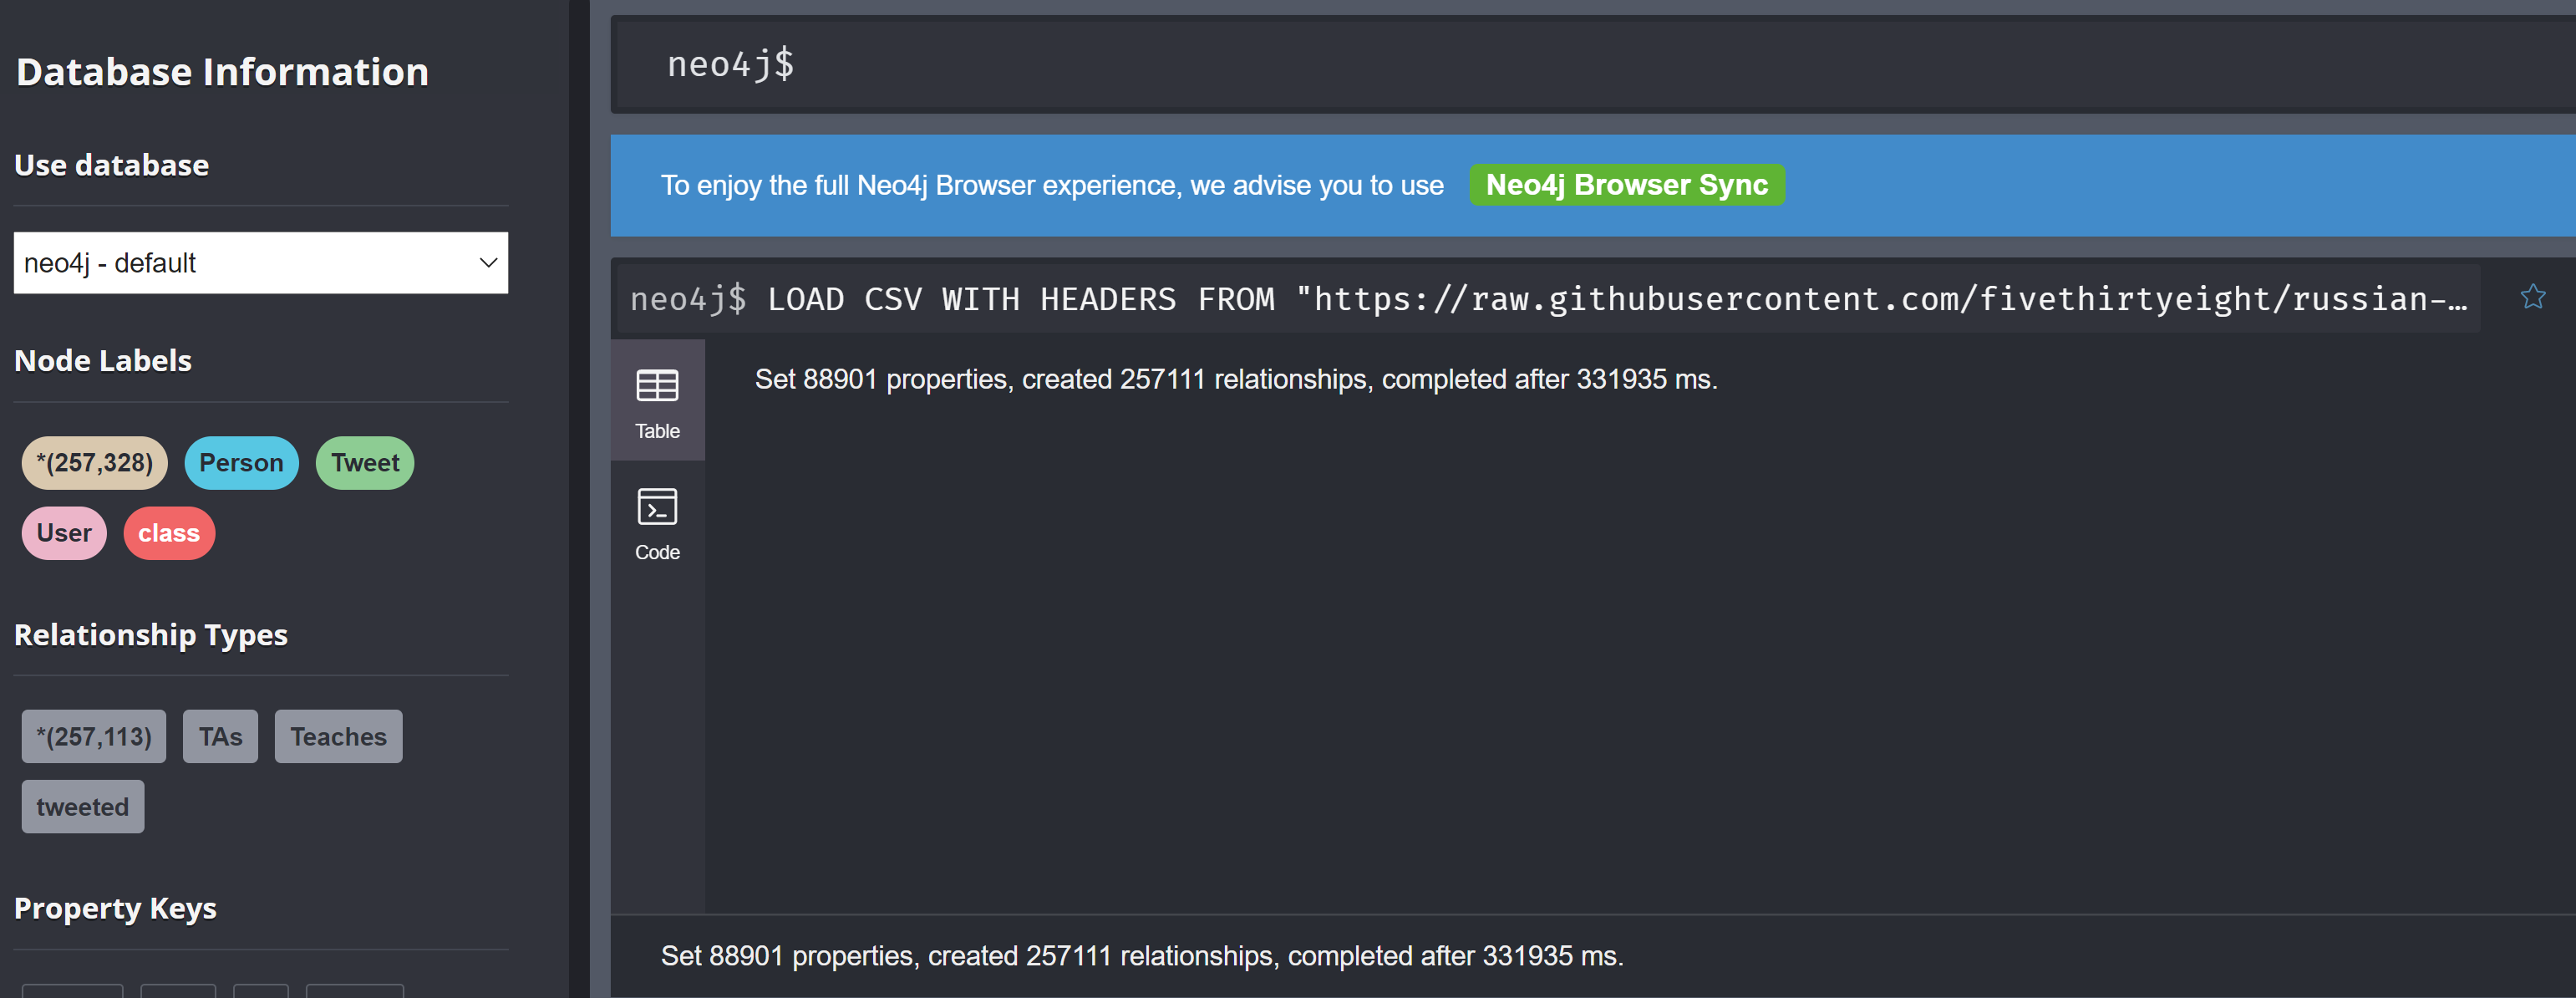 Database Information
Use database
neo4j - default
Node Labels
*(257,328) Person Tweet
User class
Relationship Types
*(257,113) TAs Teaches
tweeted
Property Keys
neo4j$
To enjoy the full Neo4j Browser experience, we advise you to use Neo4j Browser Sync
neo4j$ LOAD CSV WITH HEADERS FROM "https://raw.githubusercontent.com/fivethirtyeight/russian-…
Table
Set 88901 properties, created 257111 relationships, completed after 331935 ms.
Code
Set 88901 properties, created 257111 relationships, completed after 331935 ms.